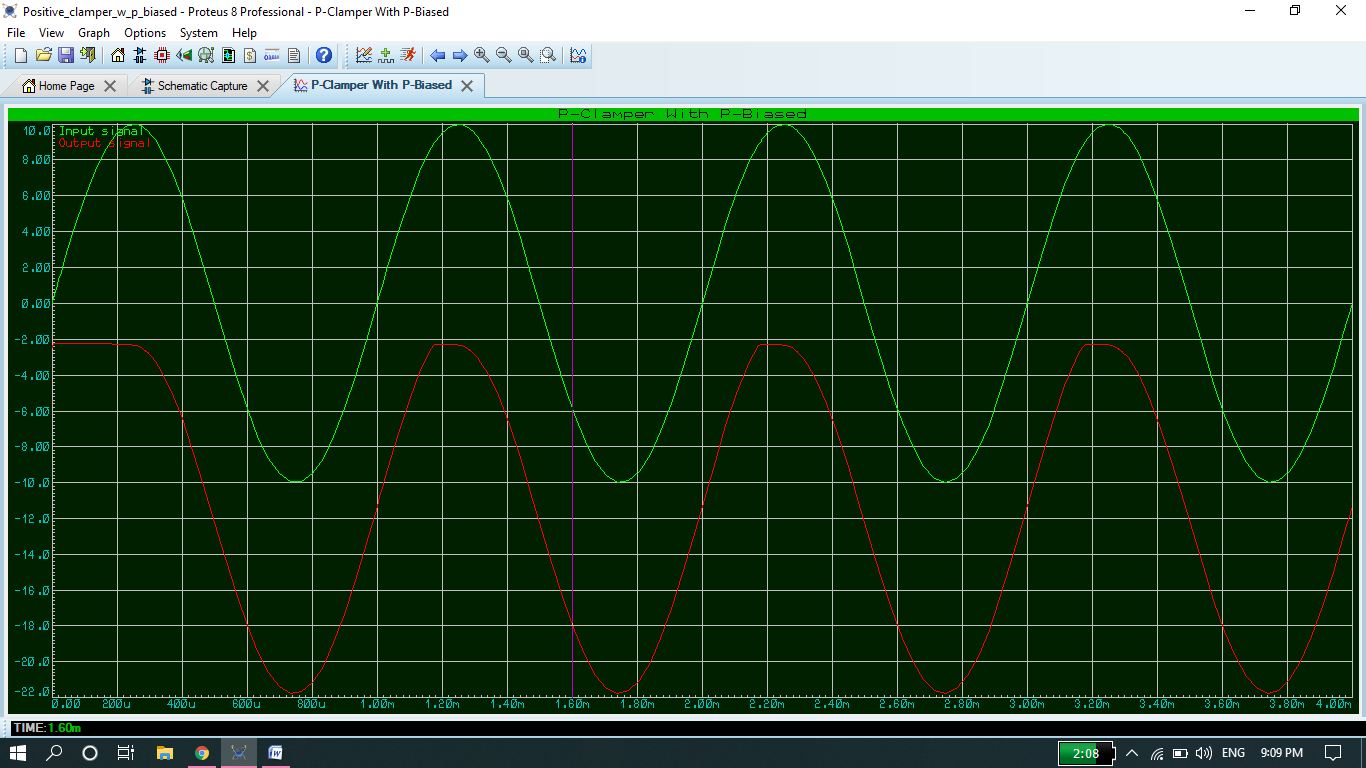 Positive_clamper_w_p_biased - Proteus 8 Professional - P-Clamper With P-Biased
File View Graph Options System Help
Home Page Schematic Capture P-Clamper With P-Biased
P-Clamper With P-Biased
Input signal
Output signal
10.0
8.00
6.00
4.00
2.00
0.00
-2.00
-4.00
-6.00
-8.00
-10.0
-12.0
-14.0
-16.0
-18.0
-20.0
-22.0
0.00 200u 400u 600u 800u 1.00m 1.20m 1.40m 1.60m 1.80m 2.00m 2.20m 2.40m 2.60m 2.80m 3.00m 3.20m 3.40m 3.60m 3.80m 4.00m
TIME:1.60m
2:08 ENG 9:09 PM